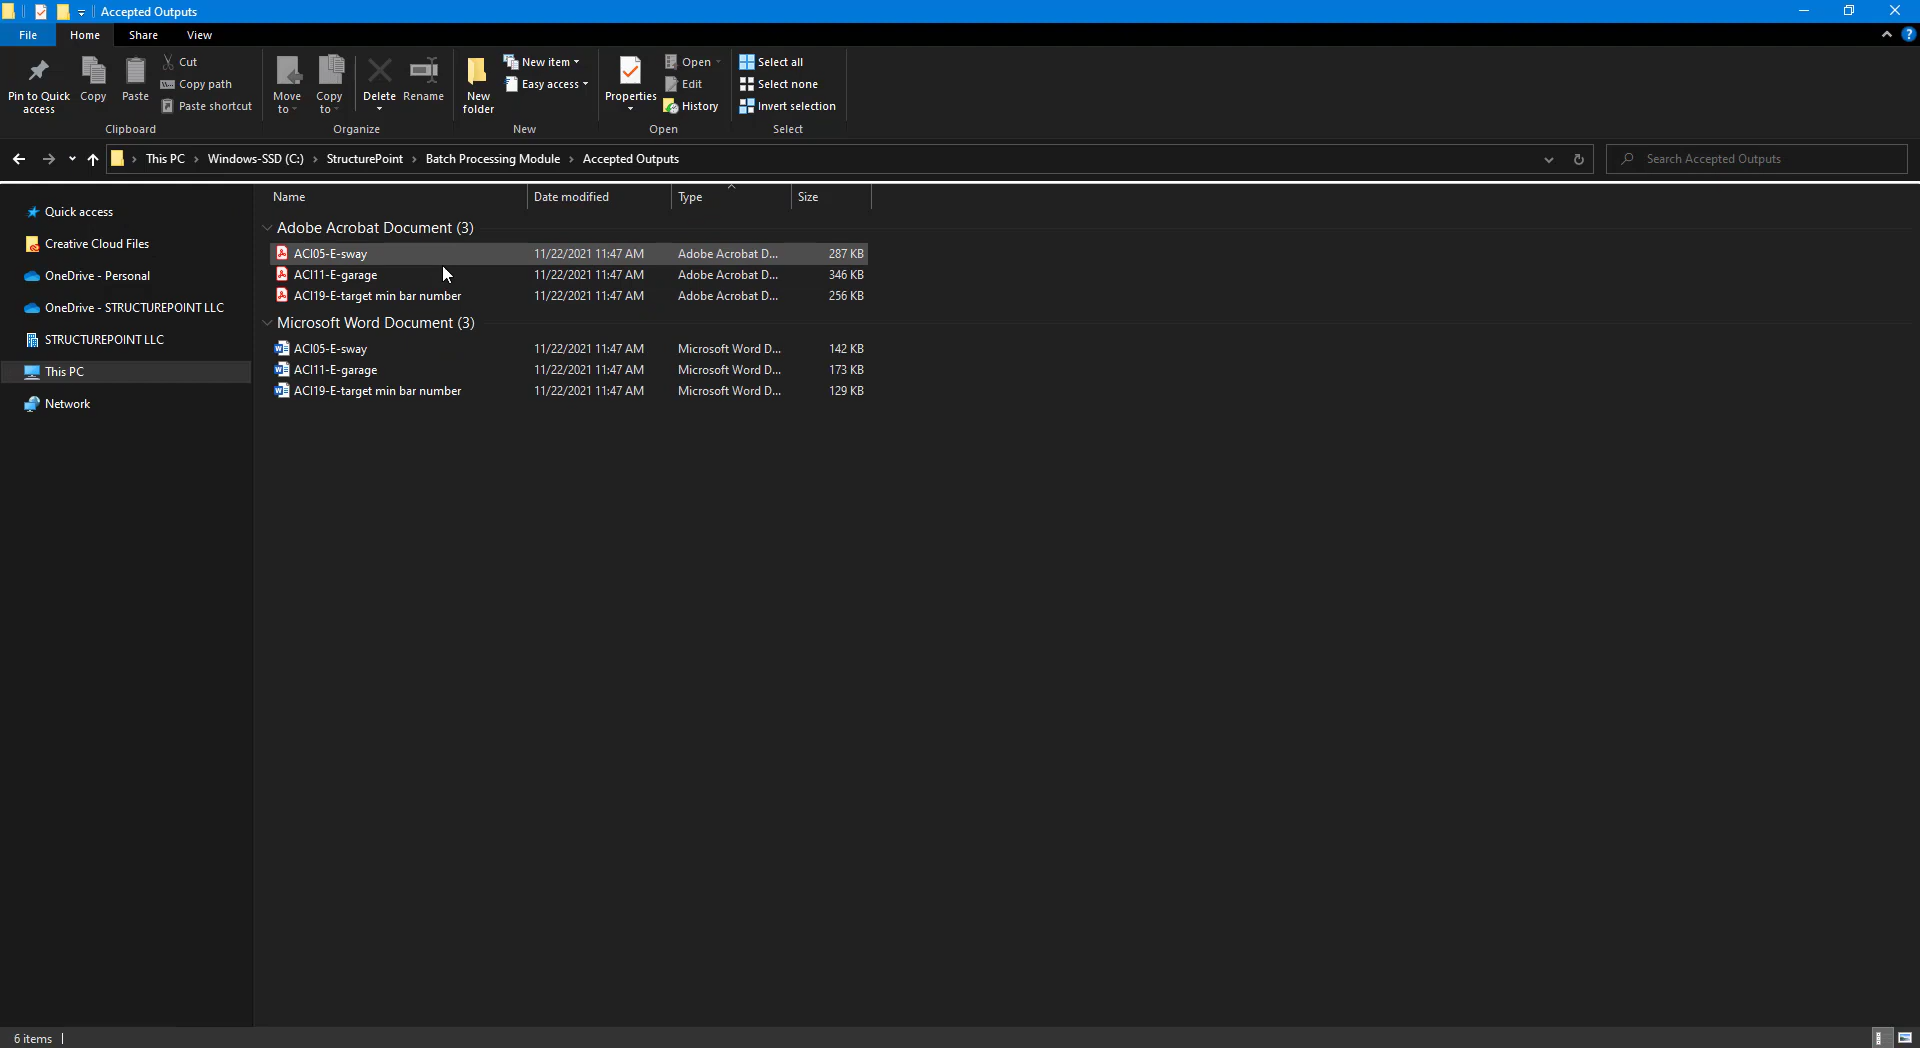 Accepted Outputs
File Home Share View
Pin to Quick access
Copy
Paste
Cut
Copy path
Paste shortcut
Clipboard
Move to
Copy to
Delete
Rename
Organize
New folder
New item
Easy access
New
Properties
Open
Edit
History
Open
Select all
Select none
Invert selection
Select
This PC › Windows-SSD (C:) › StructurePoint › Batch Processing Module › Accepted Outputs
Search Accepted Outputs
Quick access
Creative Cloud Files
OneDrive - Personal
OneDrive - STRUCTUREPOINT LLC
STRUCTUREPOINT LLC
This PC
Network
Name Date modified Type Size
Adobe Acrobat Document (3)
ACI05-E-sway 11/22/2021 11:47 AM Adobe Acrobat D... 287 KB
ACI11-E-garage 11/22/2021 11:47 AM Adobe Acrobat D... 346 KB
ACI19-E-target min bar number 11/22/2021 11:47 AM Adobe Acrobat D... 256 KB
Microsoft Word Document (3)
ACI05-E-sway 11/22/2021 11:47 AM Microsoft Word D... 142 KB
ACI11-E-garage 11/22/2021 11:47 AM Microsoft Word D... 173 KB
ACI19-E-target min bar number 11/22/2021 11:47 AM Microsoft Word D... 129 KB
6 items